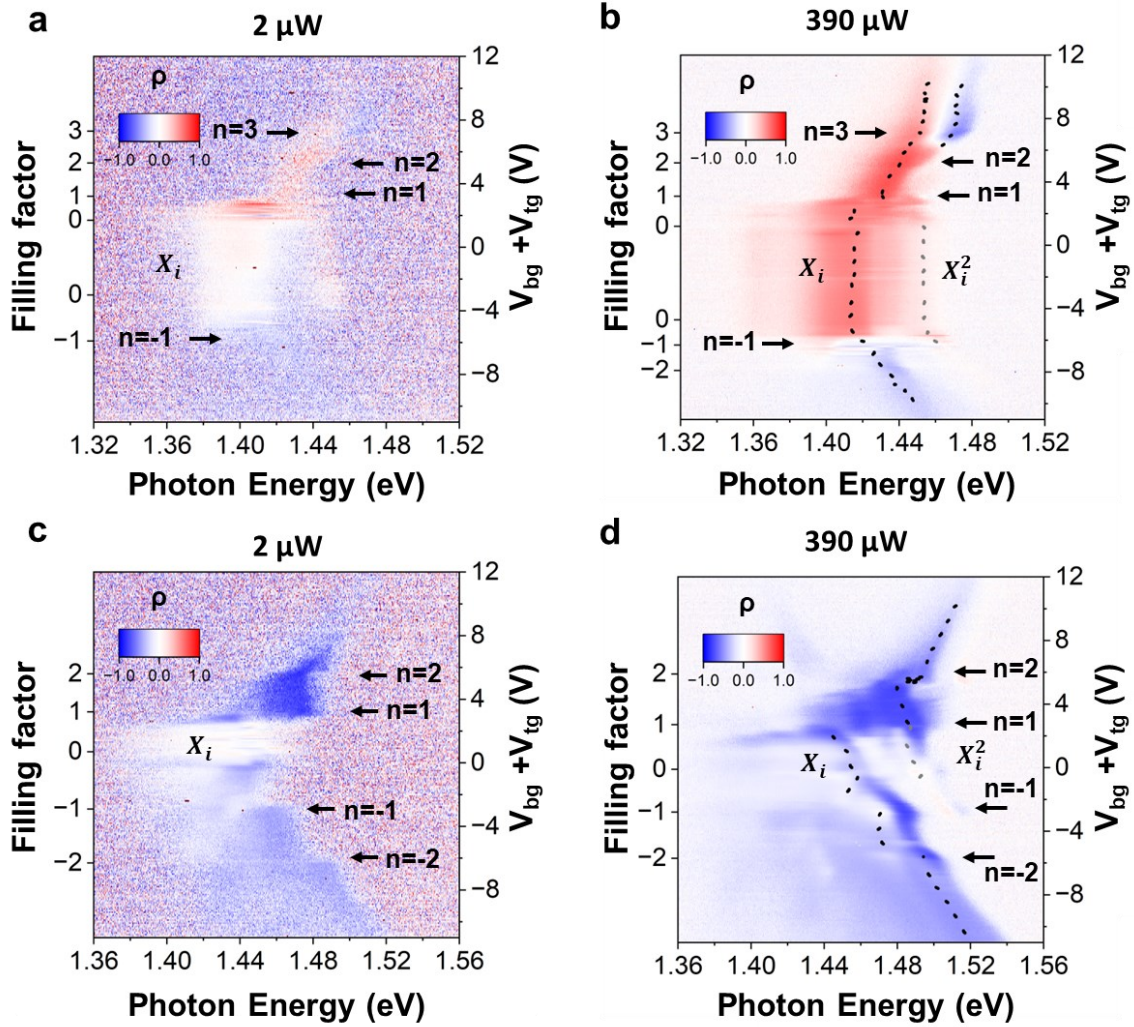 a
2 μW
ρ
-1.0 0.0 1.0
n=3
n=2
n=1
X_i
n=-1
Filling factor
3
2
1
0
0
−1
12
8
4
0
−4
−8
V_bg +V_tg (V)
1.32 1.36 1.40 1.44 1.48 1.52
Photon Energy (eV)
b
390 μW
ρ
-1.0 0.0 1.0
n=3
n=2
n=1
X_i
X_i^2
n=-1
Filling factor
3
2
1
0
0
−1
−2
12
8
4
0
−4
−8
V_bg +V_tg (V)
1.32 1.36 1.40 1.44 1.48 1.52
Photon Energy (eV)
c
2 μW
ρ
-1.0 0.0 1.0
n=2
n=1
X_i
n=-1
n=-2
Filling factor
2
1
0
−1
−2
12
8
4
0
−4
−8
V_bg +V_tg (V)
1.36 1.40 1.44 1.48 1.52 1.56
Photon Energy (eV)
d
390 μW
ρ
-1.0 0.0 1.0
n=2
n=1
X_i
X_i^2
n=-1
n=-2
Filling factor
2
1
0
−1
−2
12
8
4
0
−4
−8
V_bg +V_tg (V)
1.36 1.40 1.44 1.48 1.52 1.56
Photon Energy (eV)